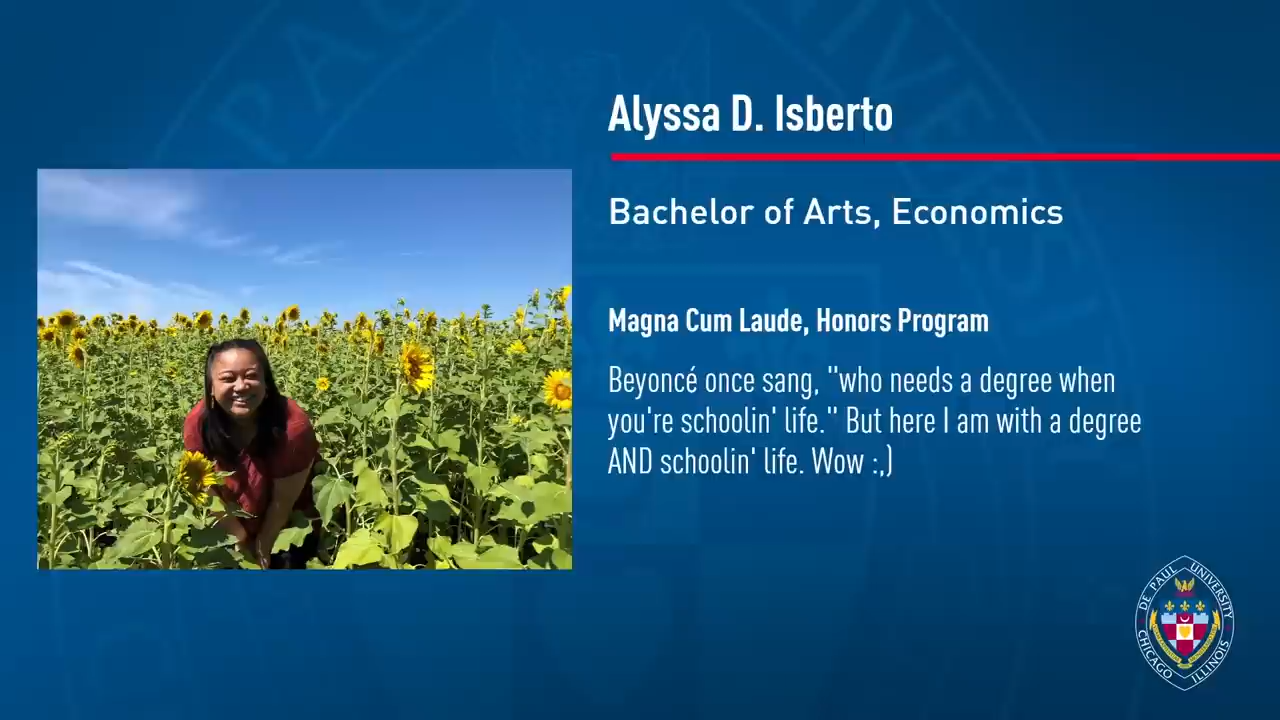 Alyssa D. Isberto
Bachelor of Arts, Economics
Magna Cum Laude, Honors Program
Beyoncé once sang, "who needs a degree when
you're schoolin' life." But here I am with a degree
AND schoolin' life. Wow :,)
DE PAUL UNIVERSITY
CHICAGO ILLINOIS